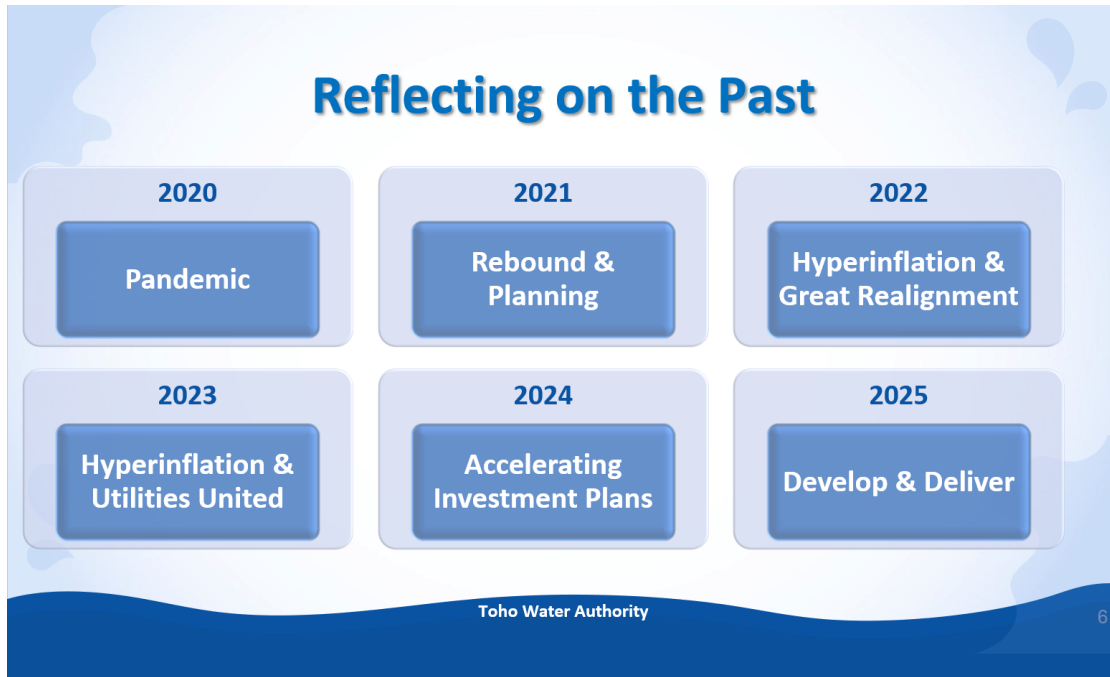 Reflecting on the Past
2020
Pandemic
2021
Rebound &
Planning
2022
Hyperinflation &
Great Realignment
2023
Hyperinflation &
Utilities United
2024
Accelerating
Investment Plans
2025
Develop & Deliver
Toho Water Authority
6